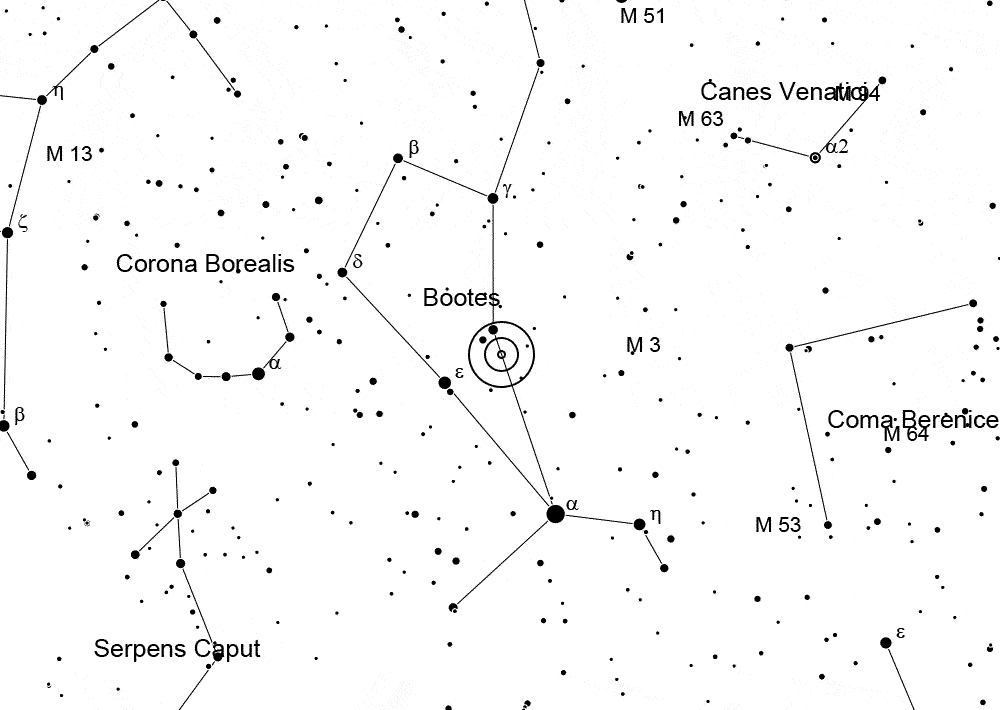 M 51
η
Canes Venatici
M 94
M 63
α2
M 13
β
γ
ζ
δ
Corona Borealis
Bootes
M 3
α
ε
β
Coma Berenice
M 64
α
η
M 53
ε
Serpens Caput